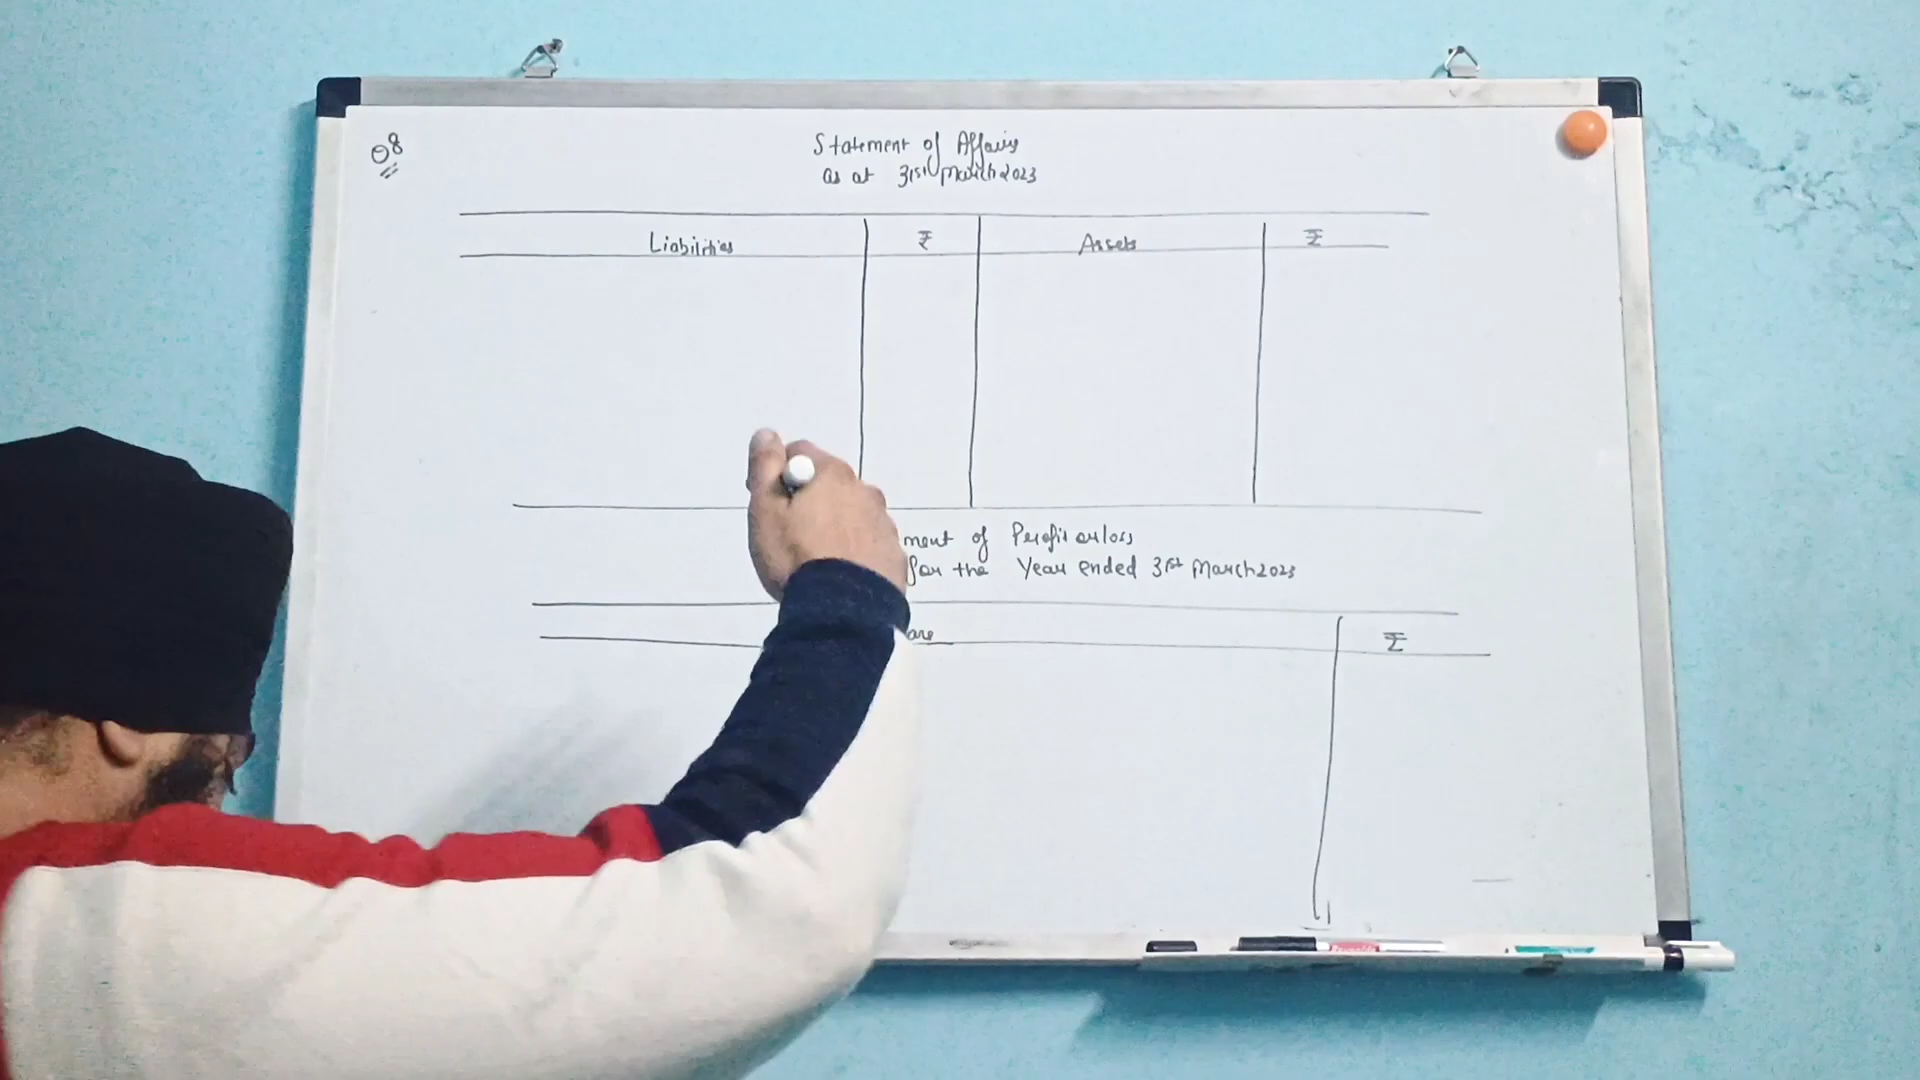 Q8
Statement of Affairs
as at 31st March 2023
Liabilities ₹ Assets ₹
ment of Profit or loss
for the Year ended 31st March 2023
are ₹